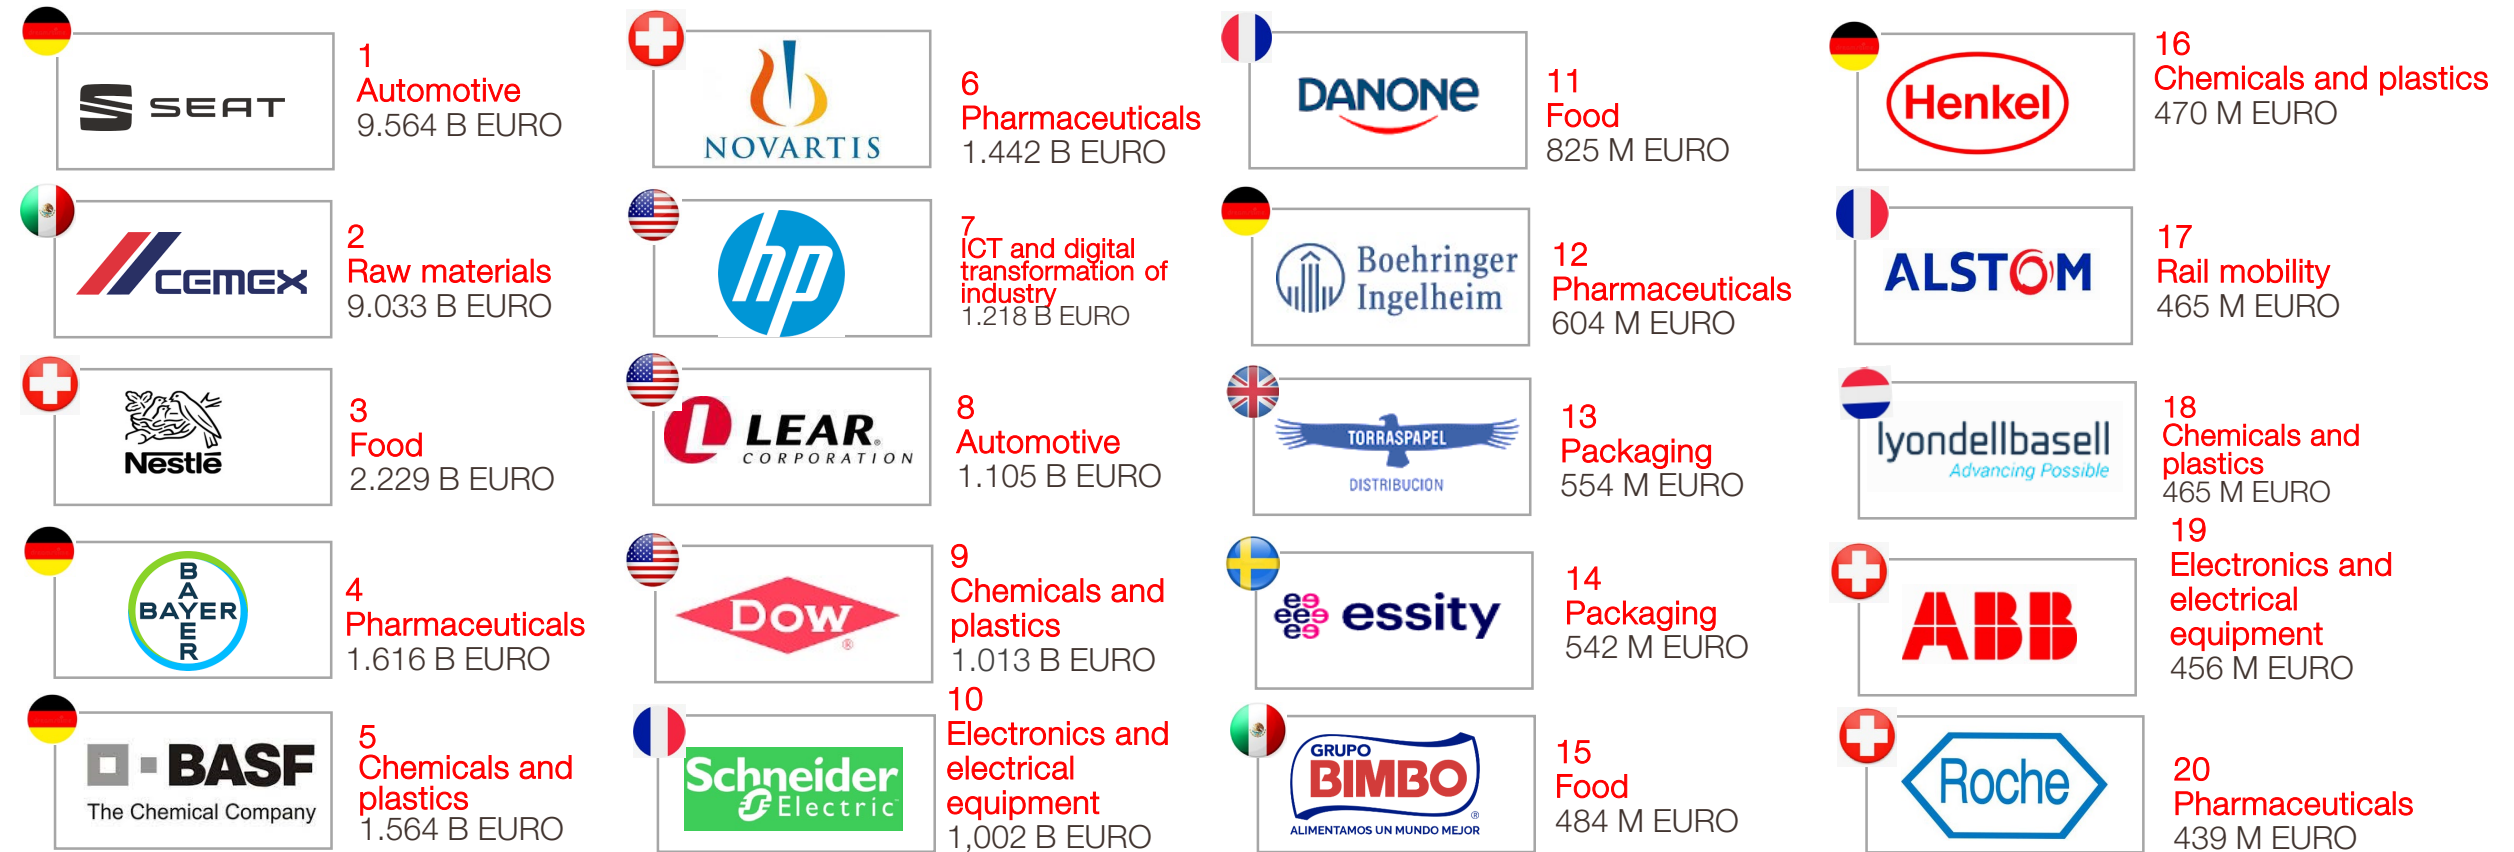 SEAT
1
Automotive
9.564 B EURO
CEMEX
2
Raw materials
9.033 B EURO
Nestlé
3
Food
2.229 B EURO
BAYER
BAYER
4
Pharmaceuticals
1.616 B EURO
BASF
The Chemical Company
5
Chemicals and
plastics
1.564 B EURO
NOVARTIS
6
Pharmaceuticals
1.442 B EURO
hp
7
ICT and digital
transformation of
industry
1.218 B EURO
L LEAR®
CORPORATION
8
Automotive
1.105 B EURO
DOW
®
9
Chemicals and
plastics
1.013 B EURO
Schneider
Electric™
10
Electronics and
electrical
equipment
1,002 B EURO
DANONE
11
Food
825 M EURO
Boehringer
Ingelheim
12
Pharmaceuticals
604 M EURO
TORRASPAPEL
DISTRIBUCION
13
Packaging
554 M EURO
essity
14
Packaging
542 M EURO
GRUPO
BIMBO
®
ALIMENTAMOS UN MUNDO MEJOR
15
Food
484 M EURO
Henkel
16
Chemicals and plastics
470 M EURO
ALSTOM
17
Rail mobility
465 M EURO
lyondellbasell
Advancing Possible
18
Chemicals and
plastics
465 M EURO
ABB
19
Electronics and
electrical
equipment
456 M EURO
Roche
20
Pharmaceuticals
439 M EURO